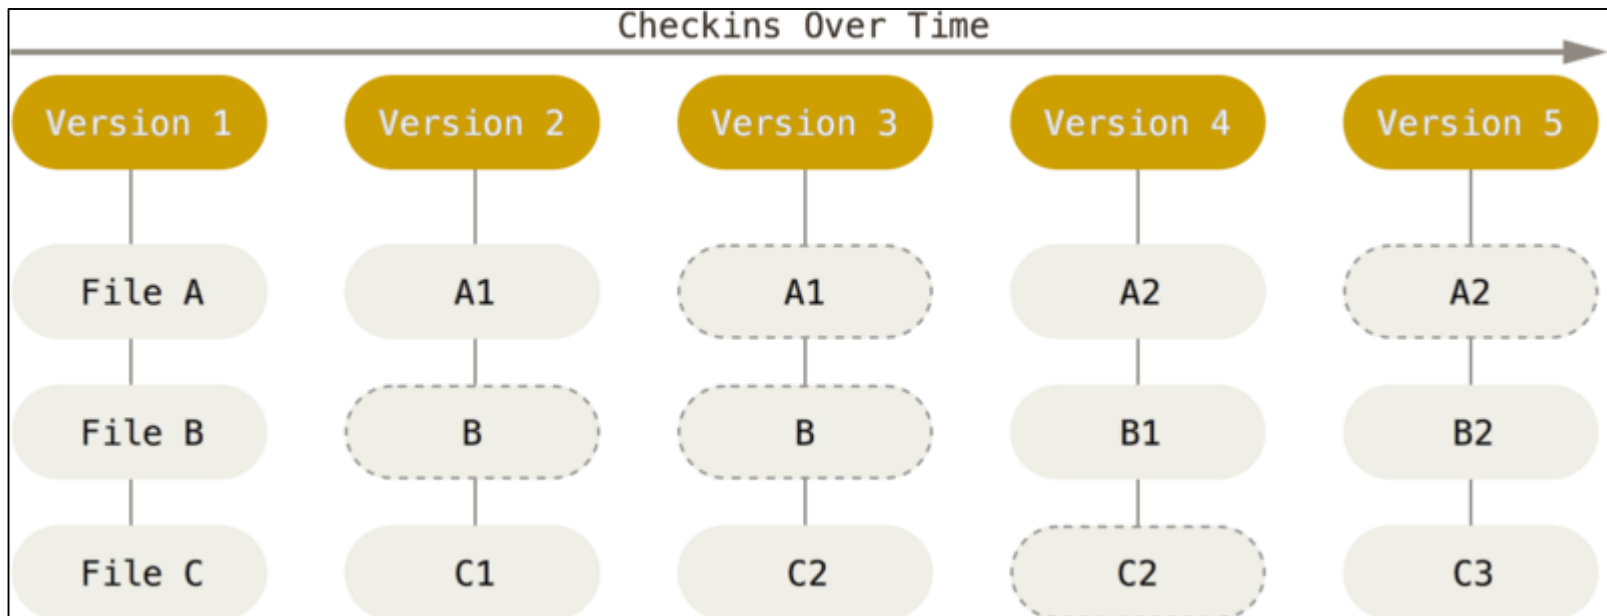 Checkins Over Time
Version 1 Version 2 Version 3 Version 4 Version 5
File A A1 A1 A2 A2
File B B B B1 B2
File C C1 C2 C2 C3